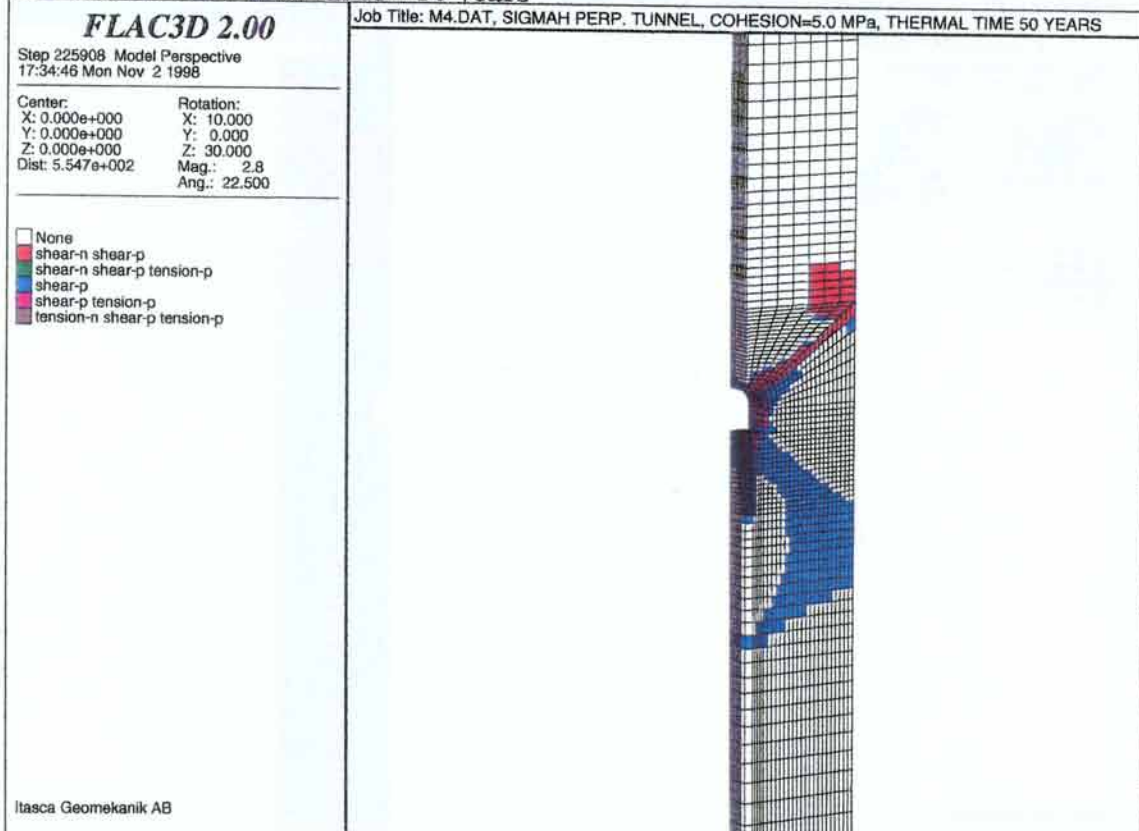 FLAC3D 2.00
Job Title: M4.DAT, SIGMAH PERP. TUNNEL, COHESION=5.0 MPa, THERMAL TIME 50 YEARS
Step 225908 Model Perspective
17:34:46 Mon Nov 2 1998
Center: Rotation:
X: 0.000e+000 X: 10.000
Y: 0.000e+000 Y: 0.000
Z: 0.000e+000 Z: 30.000
Dist: 5.547e+002 Mag.: 2.8
Ang.: 22.500
None
shear-n shear-p
shear-n shear-p tension-p
shear-p
shear-p tension-p
tension-n shear-p tension-p
Itasca Geomekanik AB